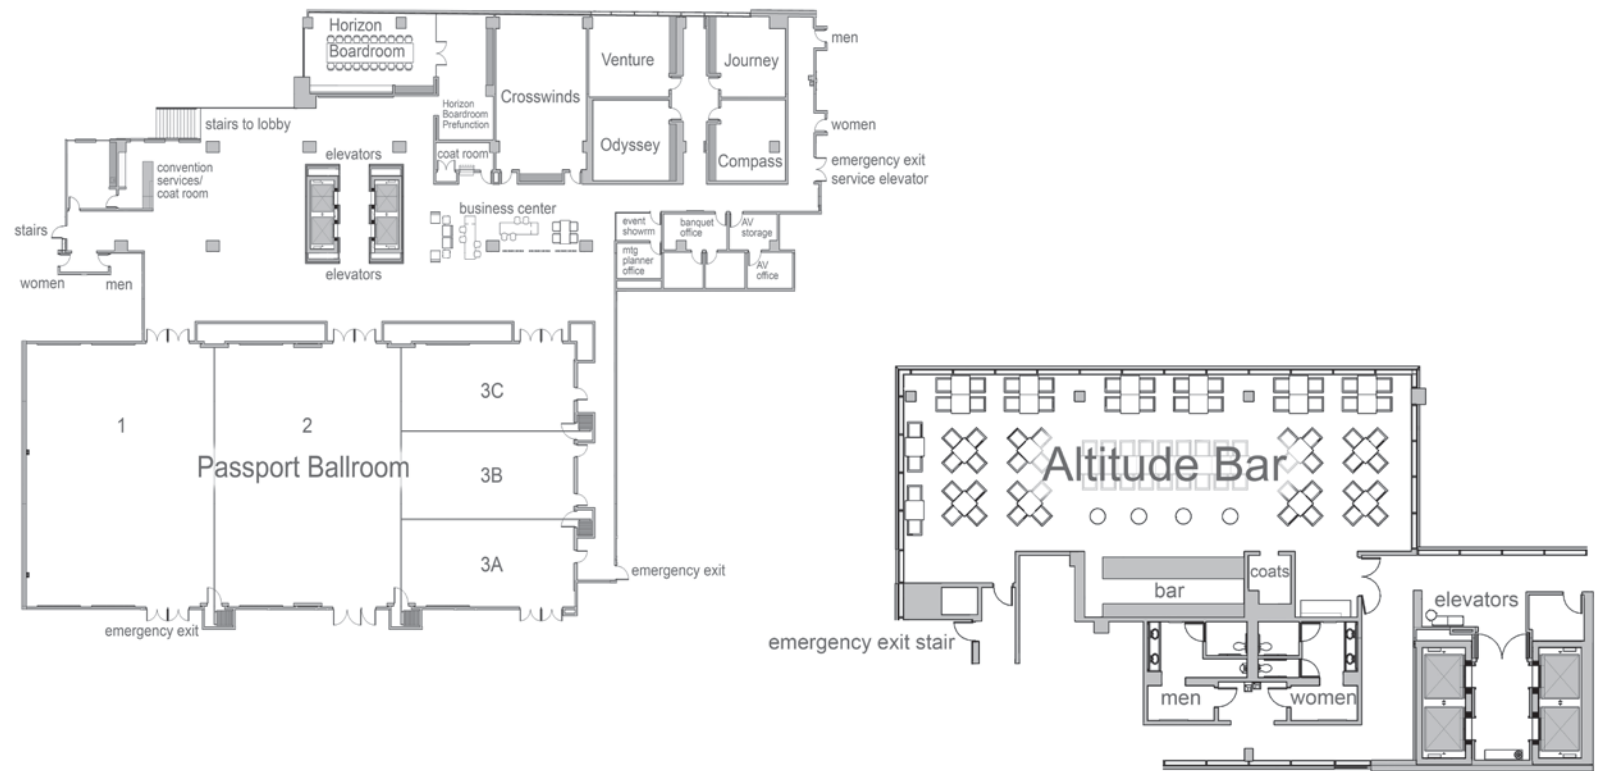 Horizon
Boardroom
Horizon
Boardroom
Prefunction
Crosswinds
Venture
Odyssey
Journey
Compass
men
women
emergency exit
service elevator
stairs to lobby
convention
services/
coat room
elevators
coat room
business center
elevators
stairs
women
men
event
showrm
mtg
planner
office
banquet
office
AV
storage
AV
office
1
2
3C
3B
3A
Passport Ballroom
emergency exit
emergency exit
Altitude Bar
coats
bar
elevators
emergency exit stair
men
women